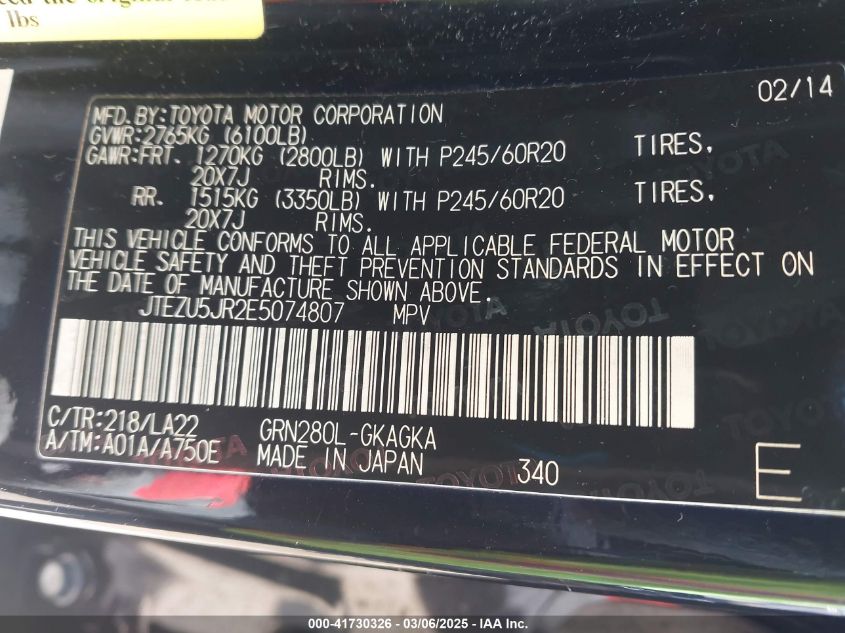 lbs
02/14
MFD. BY: TOYOTA MOTOR CORPORATION
GVWR: 2765KG (6100LB)
GAWR: FRT. 1270KG (2800LB) WITH P245/60R20 TIRES,
20X7J RIMS.
RR. 1515KG (3350LB) WITH P245/60R20 TIRES,
20X7J RIMS.
THIS VEHICLE CONFORMS TO ALL APPLICABLE FEDERAL MOTOR
VEHICLE SAFETY AND THEFT PREVENTION STANDARDS IN EFFECT ON
THE DATE OF MANUFACTURE SHOWN ABOVE.
JTEZU5JR2E5074807 MPV
C/TR: 218/LA22 GRN280L-GKAGKA
A/TM: A01A/A750E MADE IN JAPAN 340 E
000-41730326 - 03/06/2025 - IAA Inc.